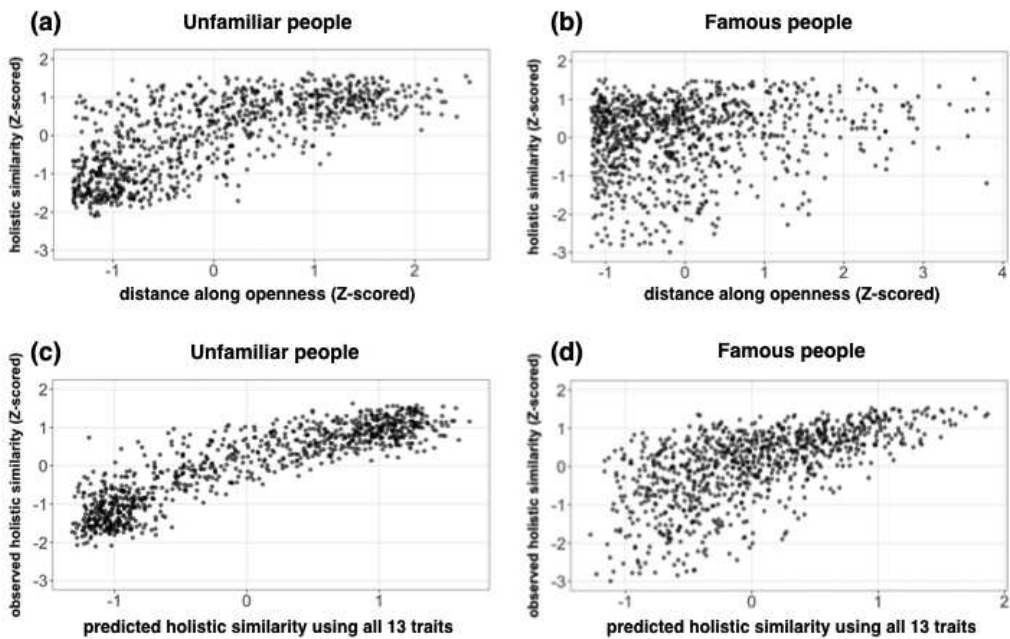 (a) Unfamiliar people
holistic similarity (Z-scored)
2
1
0
-1
-2
-3
-1 0 1 2
distance along openness (Z-scored)
(b) Famous people
holistic similarity (Z-scored)
2
1
0
-1
-2
-3
-1 0 1 2 3 4
distance along openness (Z-scored)
(c) Unfamiliar people
observed holistic similarity (Z-scored)
2
1
0
-1
-2
-3
-1 0 1
predicted holistic similarity using all 13 traits
(d) Famous people
observed holistic similarity (Z-scored)
2
1
0
-1
-2
-3
-1 0 1 2
predicted holistic similarity using all 13 traits